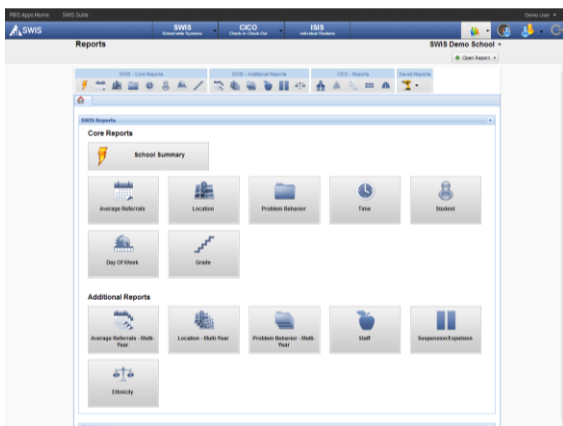 PBIS Apps Home SWIS Suite Demo User
SWIS SWIS CICO ISIS
Schoolwide Systems Check-In Check-Out Individual Students
Reports SWIS Demo School
Open Report
SWIS - Core Reports SWIS - Additional Reports CICO - Reports Saved Reports
SWIS Reports
Core Reports
School Summary
Average Referrals Location Problem Behavior Time Student
Day Of Week Grade
Additional Reports
Average Referrals - Multi-Year Location - Multi-Year Problem Behavior - Multi-Year Staff Suspension/Expulsion
Ethnicity